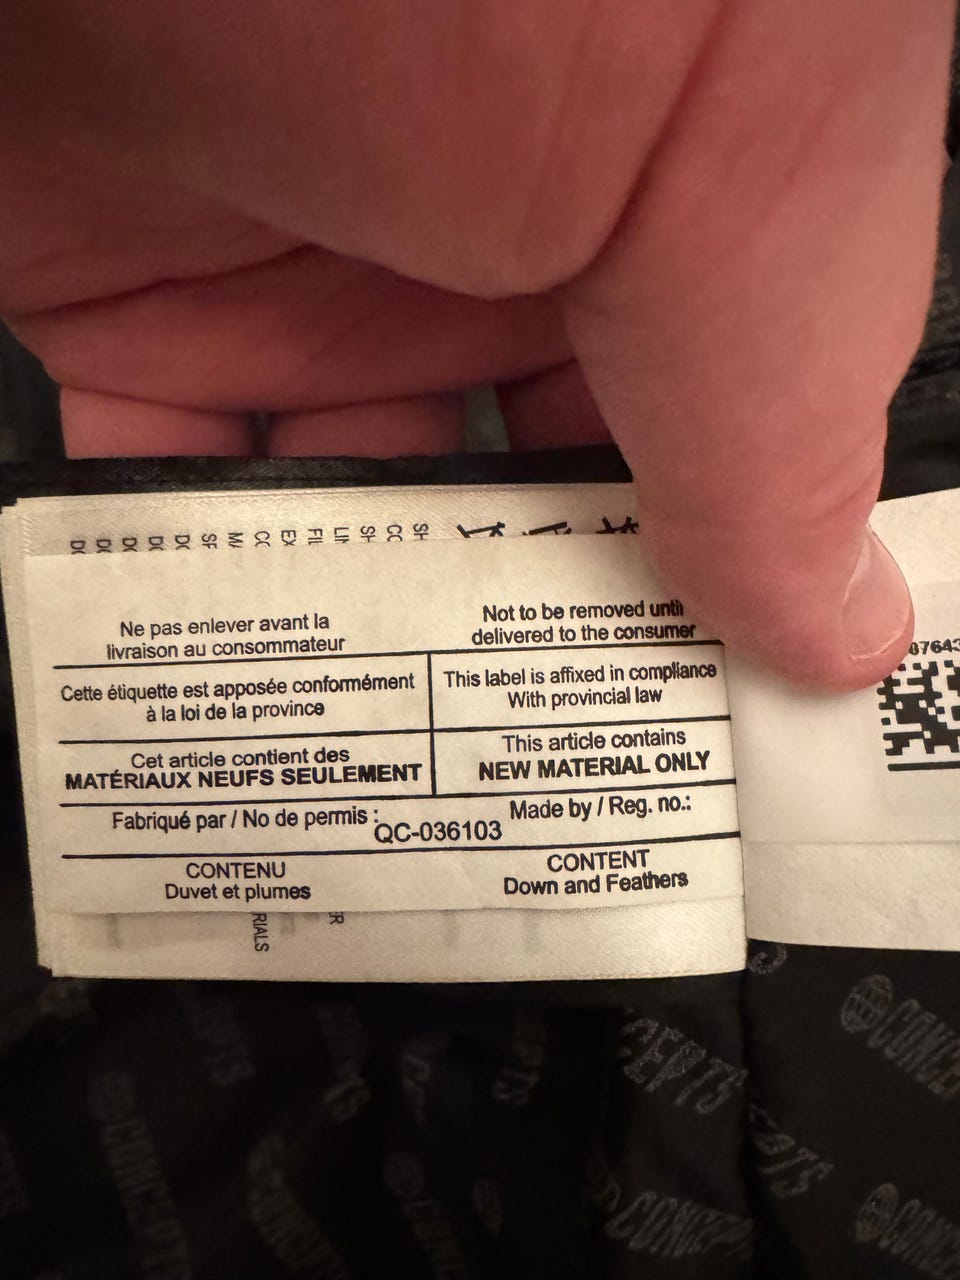 Ne pas enlever avant la
livraison au consommateur
Not to be removed until
delivered to the consumer
Cette étiquette est apposée conformément
à la loi de la province
This label is affixed in compliance
With provincial law
Cet article contient des
MATÉRIAUX NEUFS SEULEMENT
This article contains
NEW MATERIAL ONLY
Fabriqué par / No de permis :
QC-036103
Made by / Reg. no.:
CONTENU
Duvet et plumes
CONTENT
Down and Feathers
CONCEPTS